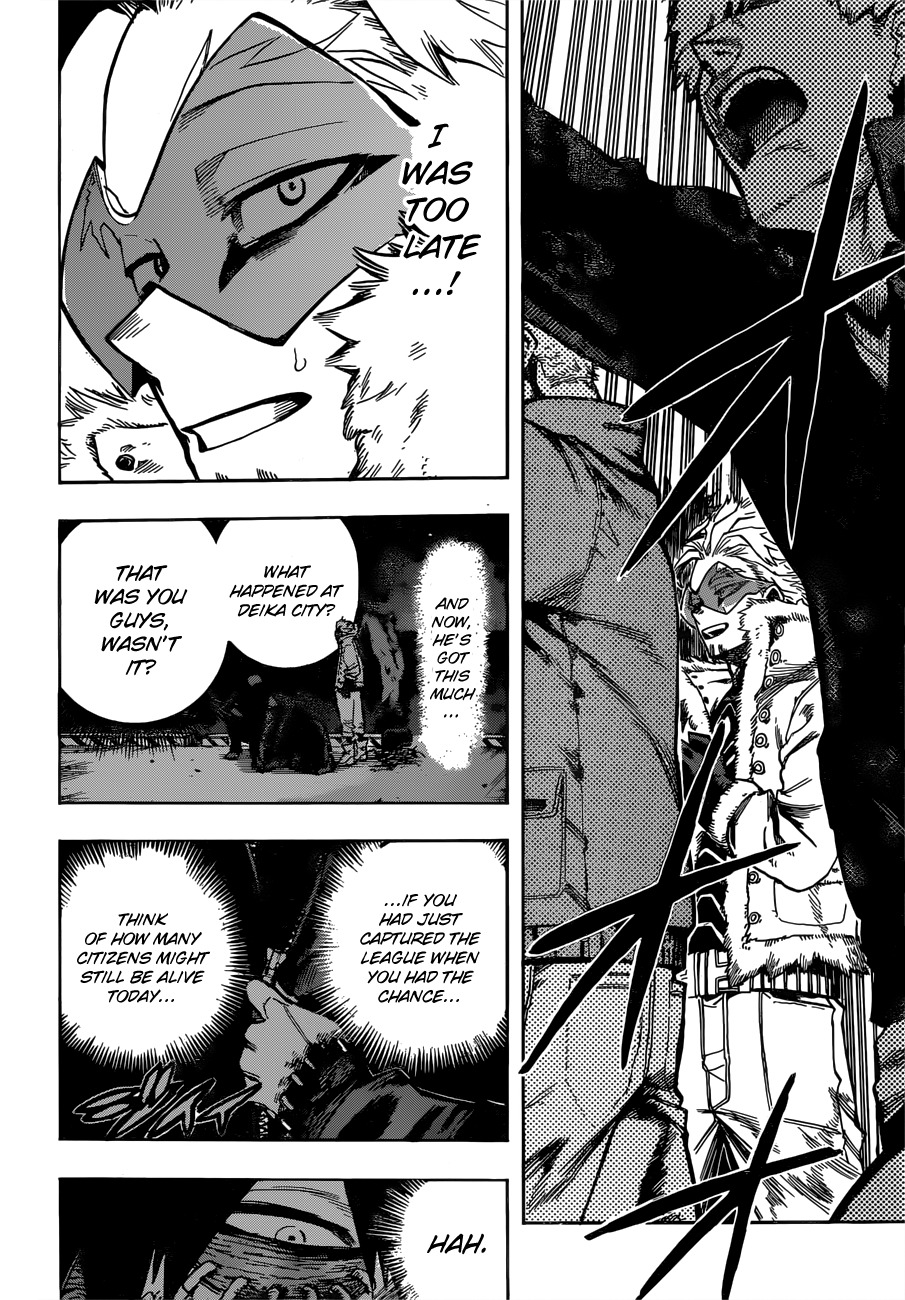 I
WAS
TOO
LATE
...!
AND
NOW,
HE'S
GOT
THIS
MUCH
...
WHAT
HAPPENED AT
DEIKA CITY?
THAT
WAS YOU
GUYS,
WASN'T
IT?
...IF YOU
HAD JUST
CAPTURED THE
LEAGUE WHEN
YOU HAD THE
CHANCE...
THINK
OF HOW MANY
CITIZENS MIGHT
STILL BE ALIVE
TODAY...
HAH.